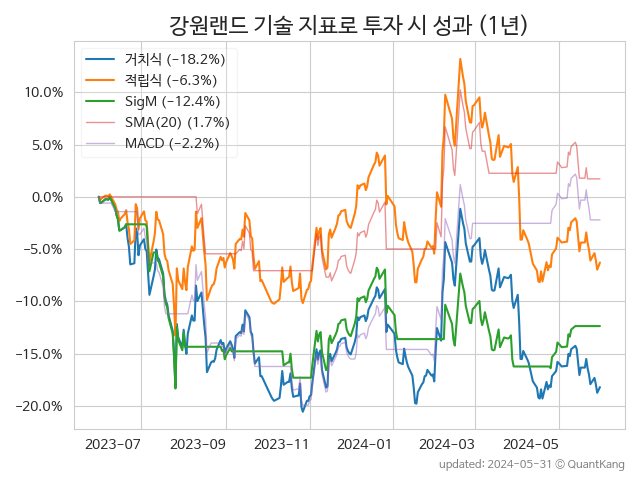 강원랜드 기술 지표로 투자 시 성과 (1년)
거치식 (−18.2%)
적립식 (−6.3%)
SigM (−12.4%)
SMA(20) (1.7%)
MACD (−2.2%)
10.0%
5.0%
0.0%
−5.0%
−10.0%
−15.0%
−20.0%
2023-07 2023-09 2023-11 2024-01 2024-03 2024-05
updated: 2024-05-31 © QuantKang